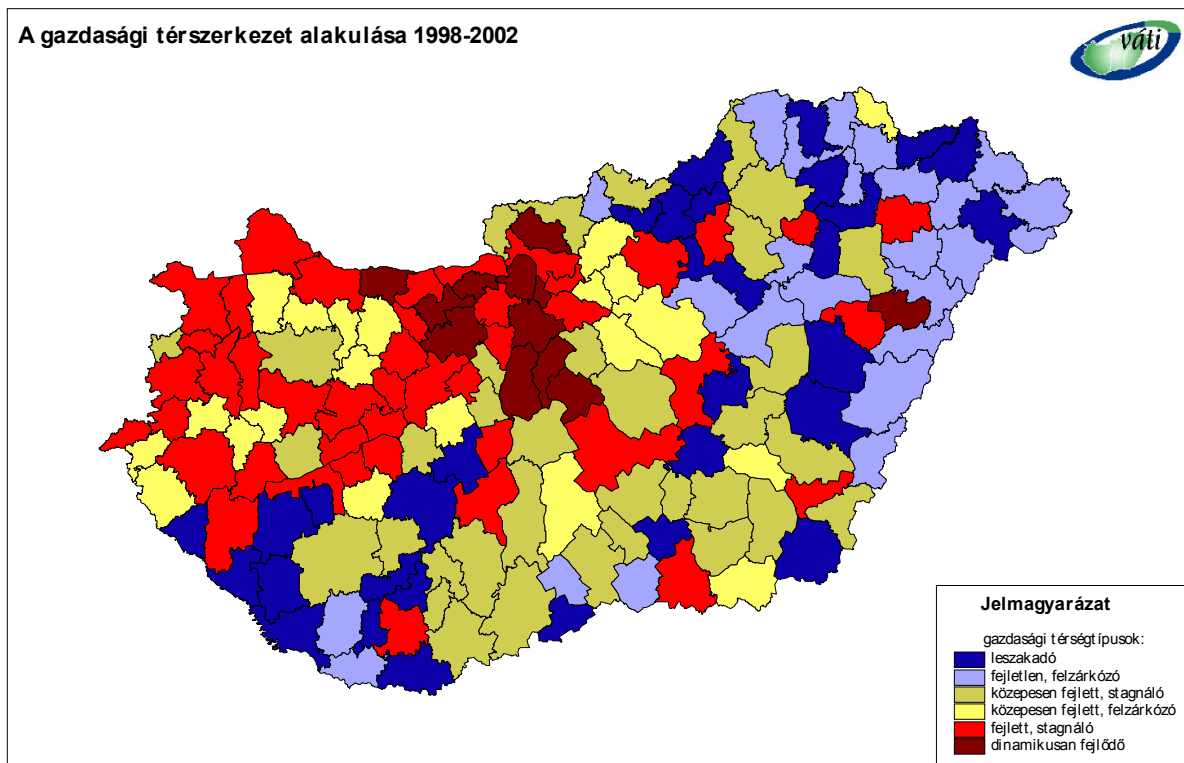 A gazdasági térszerkezet alakulása 1998-2002
váti
Jelmagyarázat
gazdasági térségtípusok:
leszakadó
fejletlen, felzárkózó
közepesen fejlett, stagnáló
közepesen fejlett, felzárkózó
fejlett, stagnáló
dinamikusan fejlődő